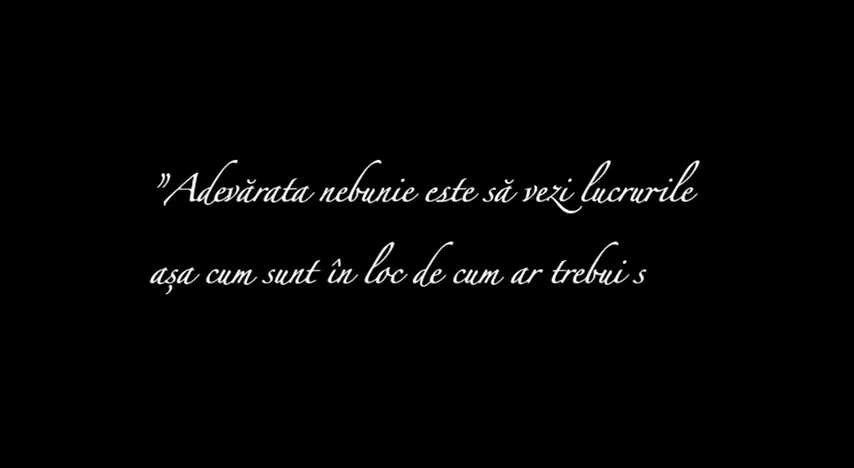 "Adevărata nebunie este să vezi lucrurile
așa cum sunt în loc de cum ar trebui s